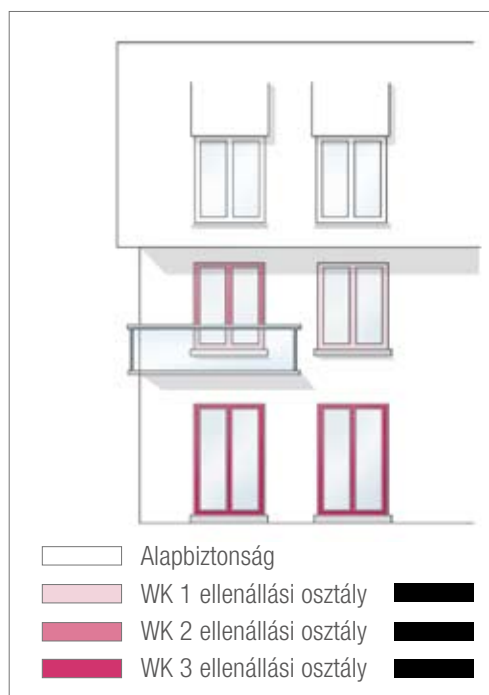 Alapbiztonság
WK 1 ellenállási osztály
WK 2 ellenállási osztály
WK 3 ellenállási osztály